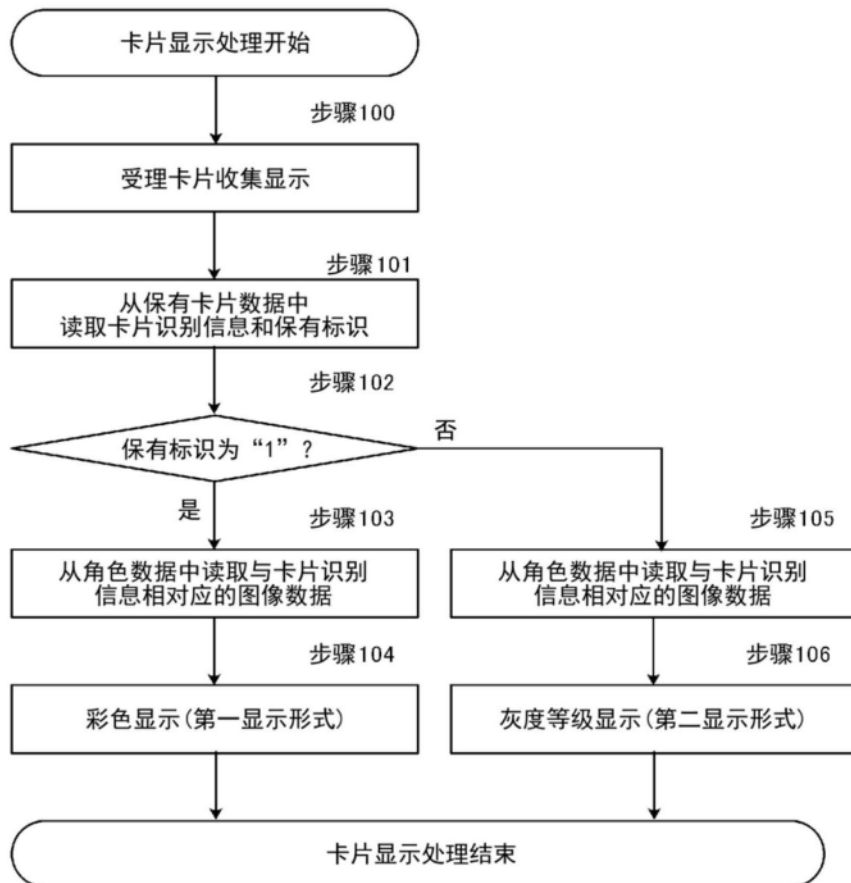 卡片显示处理开始
步骤100
受理卡片收集显示
步骤101
从保有卡片数据中
读取卡片识别信息和保有标识
步骤102
保有标识为“1”?
否
是
步骤103
步骤105
从角色数据中读取与卡片识别
信息相对应的图像数据
从角色数据中读取与卡片识别
信息相对应的图像数据
步骤104
步骤106
彩色显示(第一显示形式)
灰度等级显示(第二显示形式)
卡片显示处理结束